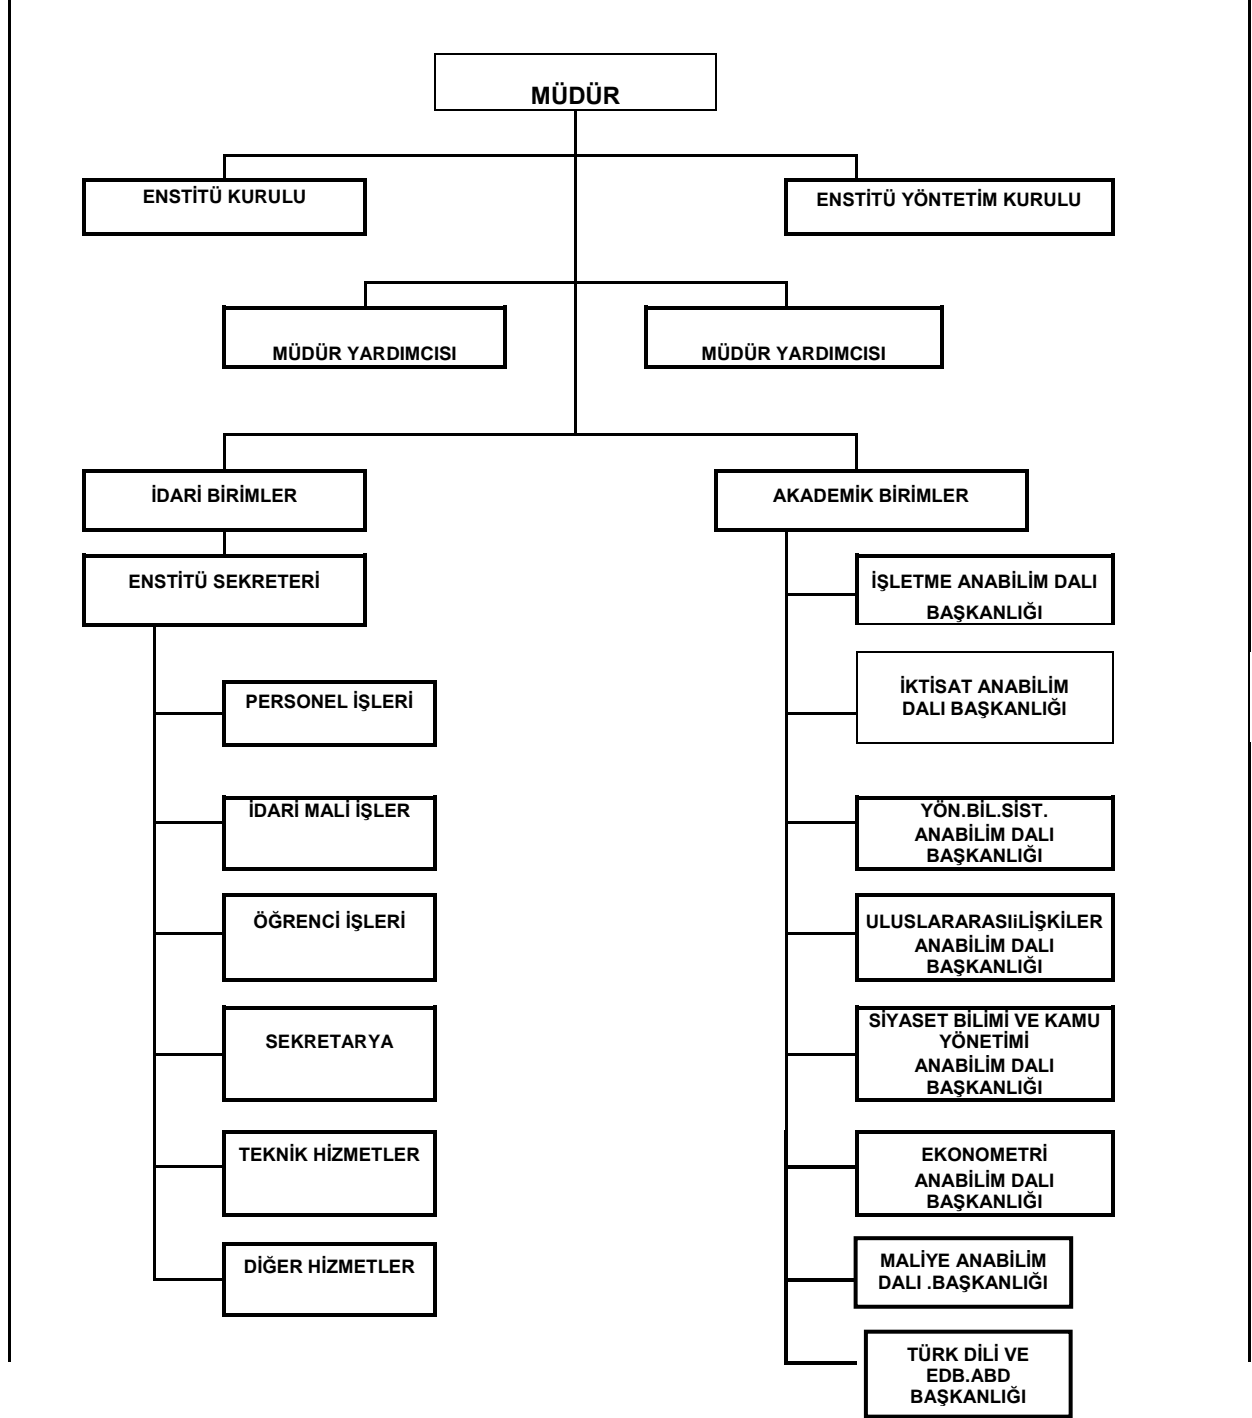 MÜDÜR
ENSTİTÜ KURULU
ENSTİTÜ YÖNTETİM KURULU
MÜDÜR YARDIMCISI
MÜDÜR YARDIMCISI
İDARİ BİRİMLER
AKADEMİK BİRİMLER
ENSTİTÜ SEKRETERİ
PERSONEL İŞLERİ
İDARİ MALİ İŞLER
ÖĞRENCİ İŞLERİ
SEKRETARYA
TEKNİK HİZMETLER
DİĞER HİZMETLER
İŞLETME ANABİLİM DALI
BAŞKANLIĞI
İKTİSAT ANABİLİM
DALI BAŞKANLIĞI
YÖN.BİL.SİST.
ANABİLİM DALI
BAŞKANLIĞI
ULUSLARARASIiLİŞKİLER
ANABİLİM DALI
BAŞKANLIĞI
SİYASET BİLİMİ VE KAMU
YÖNETİMİ
ANABİLİM DALI
BAŞKANLIĞI
EKONOMETRİ
ANABİLİM DALI
BAŞKANLIĞI
MALİYE ANABİLİM
DALI .BAŞKANLIĞI
TÜRK DİLİ VE
EDB.ABD
BAŞKANLIĞI